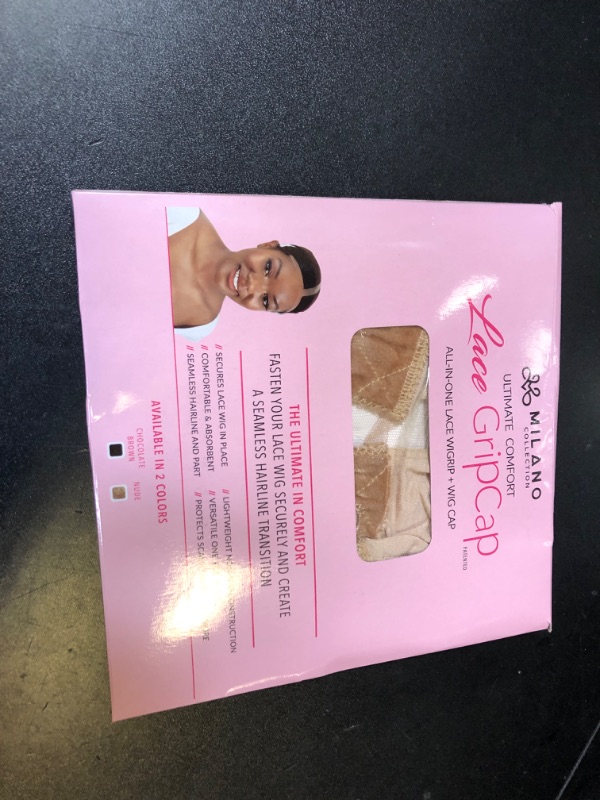 MILANO
COLLECTION
ULTIMATE COMFORT
Lace GripCap
PATENTED
ALL-IN-ONE LACE WIGRIP + WIG CAP
THE ULTIMATE IN COMFORT
FASTEN YOUR LACE WIG SECURELY AND CREATE
A SEAMLESS HAIRLINE TRANSITION
// SECURES LACE WIG IN PLACE
// COMFORTABLE & ABSORBENT
// SEAMLESS HAIRLINE AND PART
// LIGHTWEIGHT
// VERSATILE
// PROTECTS
AVAILABLE IN 2 COLORS
CHOCOLATE
BROWN
NUDE